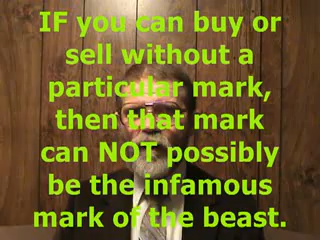 IF you can buy or
sell without a
particular mark,
then that mark
can NOT possibly
be the infamous
mark of the beast.